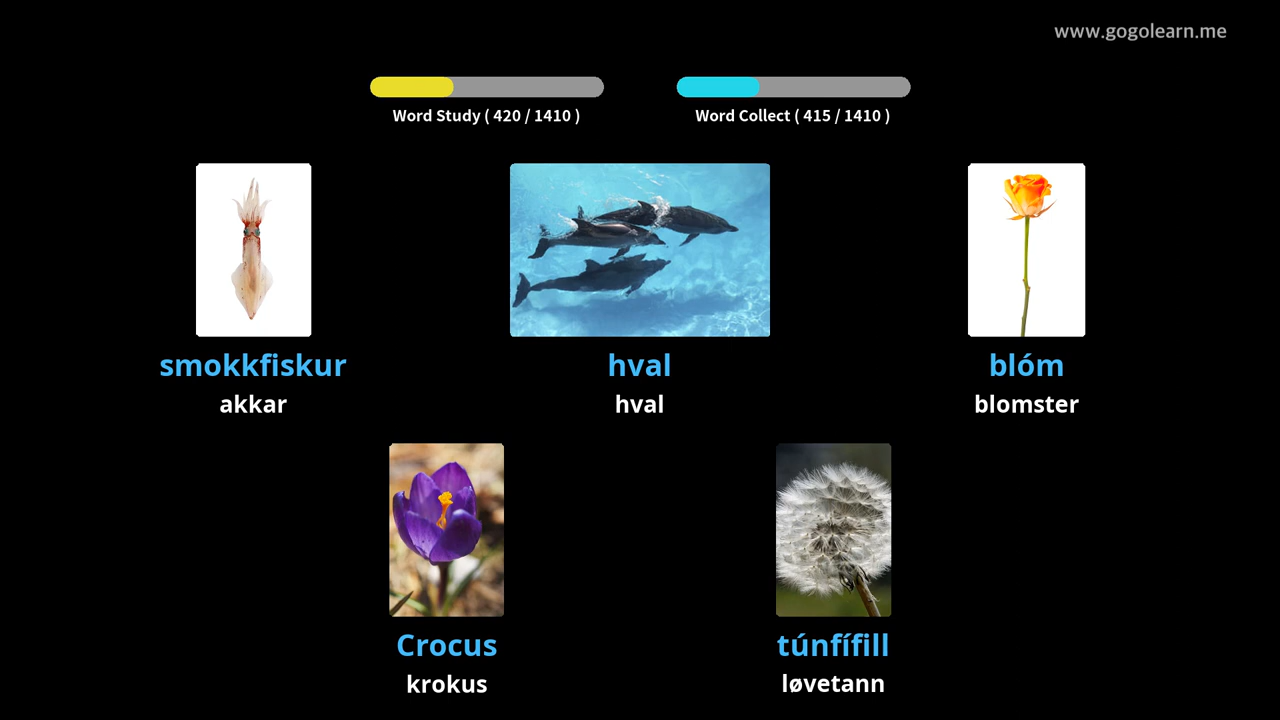 www.gogolearn.me
Word Study ( 420 / 1410 )
Word Collect ( 415 / 1410 )
smokkfiskur
hval
blóm
akkar
hval
blomster
Crocus
túnfífill
krokus
løvetann